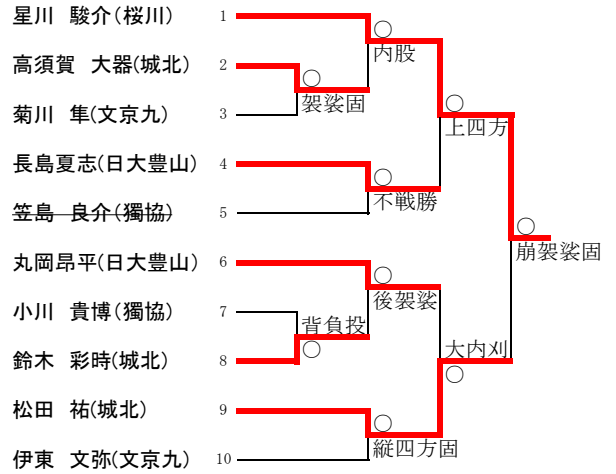 星川 駿介(桜川) 1
高須賀 大器(城北) 2
菊川 隼(文京九) 3
長島夏志(日大豊山) 4
笠島 良介(獨協) 5
丸岡昂平(日大豊山) 6
小川 貴博(獨協) 7
鈴木 彩時(城北) 8
松田 祐(城北) 9
伊東 文弥(文京九) 10
○
内股
○
袈裟固
○
上四方
○
不戦勝
○
崩袈裟固
○
後袈裟
背負投
○
大内刈
○
○
縦四方固